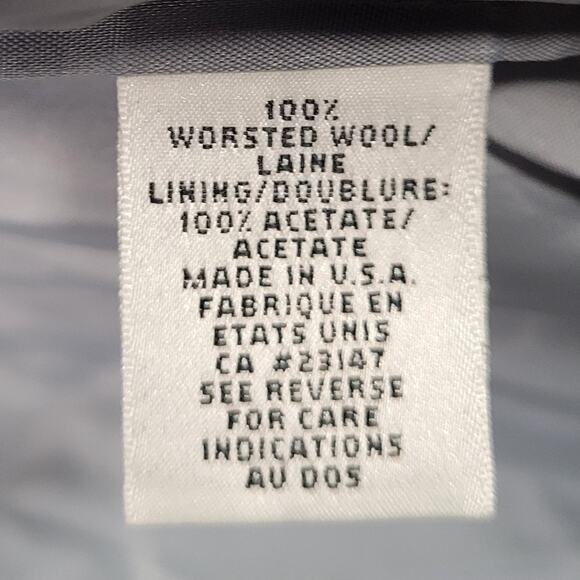 100%
WORSTED WOOL/
LAINE
LINING/DOUBLURE:
100% ACETATE/
ACETATE
MADE IN U.S.A.
FABRIQUE EN
ETATS UNIS
CA #23147
SEE REVERSE
FOR CARE
INDICATIONS
AU DOS